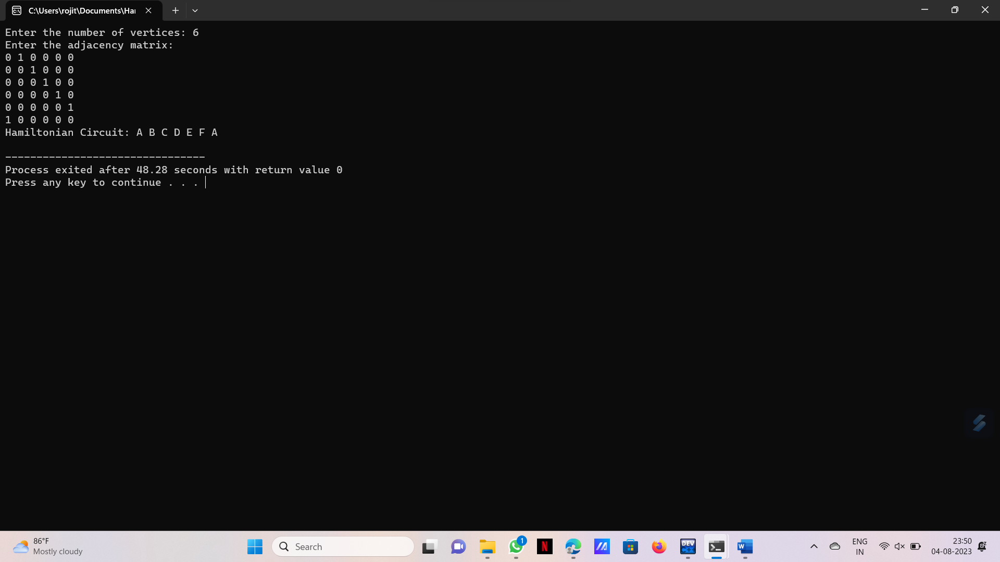 C:\Users\rojit\Documents\Ha
Enter the number of vertices: 6
Enter the adjacency matrix:
0 1 0 0 0 0
0 0 1 0 0 0
0 0 0 1 0 0
0 0 0 0 1 0
0 0 0 0 0 1
1 0 0 0 0 0
Hamiltonian Circuit: A B C D E F A
--------------------------------
Process exited after 48.28 seconds with return value 0
Press any key to continue . . .
86°F
Mostly cloudy
Search
1
N
DEV
C++
W
ENG
IN
23:50
04-08-2023